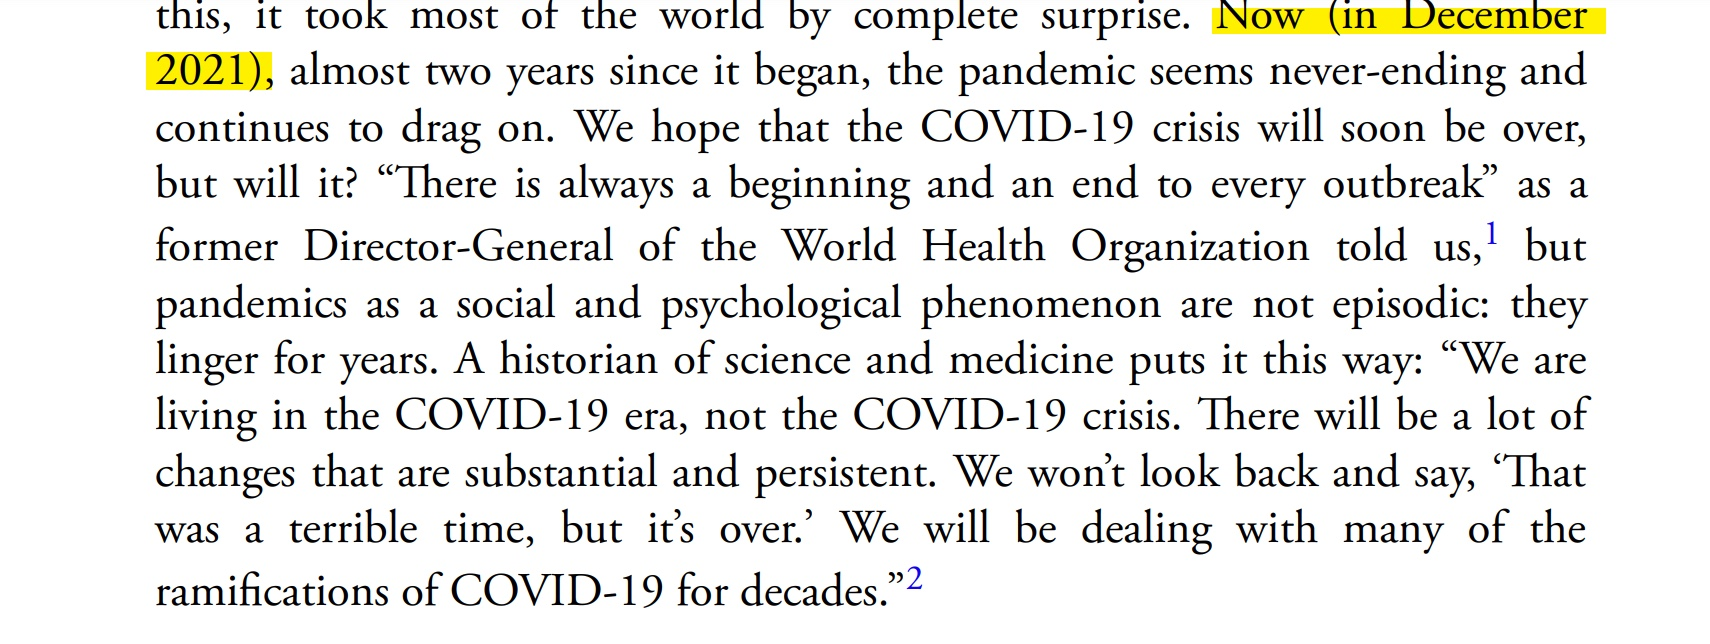 this, it took most of the world by complete surprise. Now (in December
2021), almost two years since it began, the pandemic seems never-ending and
continues to drag on. We hope that the COVID-19 crisis will soon be over,
but will it? “There is always a beginning and an end to every outbreak” as a
former Director-General of the World Health Organization told us,1 but
pandemics as a social and psychological phenomenon are not episodic: they
linger for years. A historian of science and medicine puts it this way: “We are
living in the COVID-19 era, not the COVID-19 crisis. There will be a lot of
changes that are substantial and persistent. We won’t look back and say, ‘That
was a terrible time, but it’s over.’ We will be dealing with many of the
ramifications of COVID-19 for decades.”2